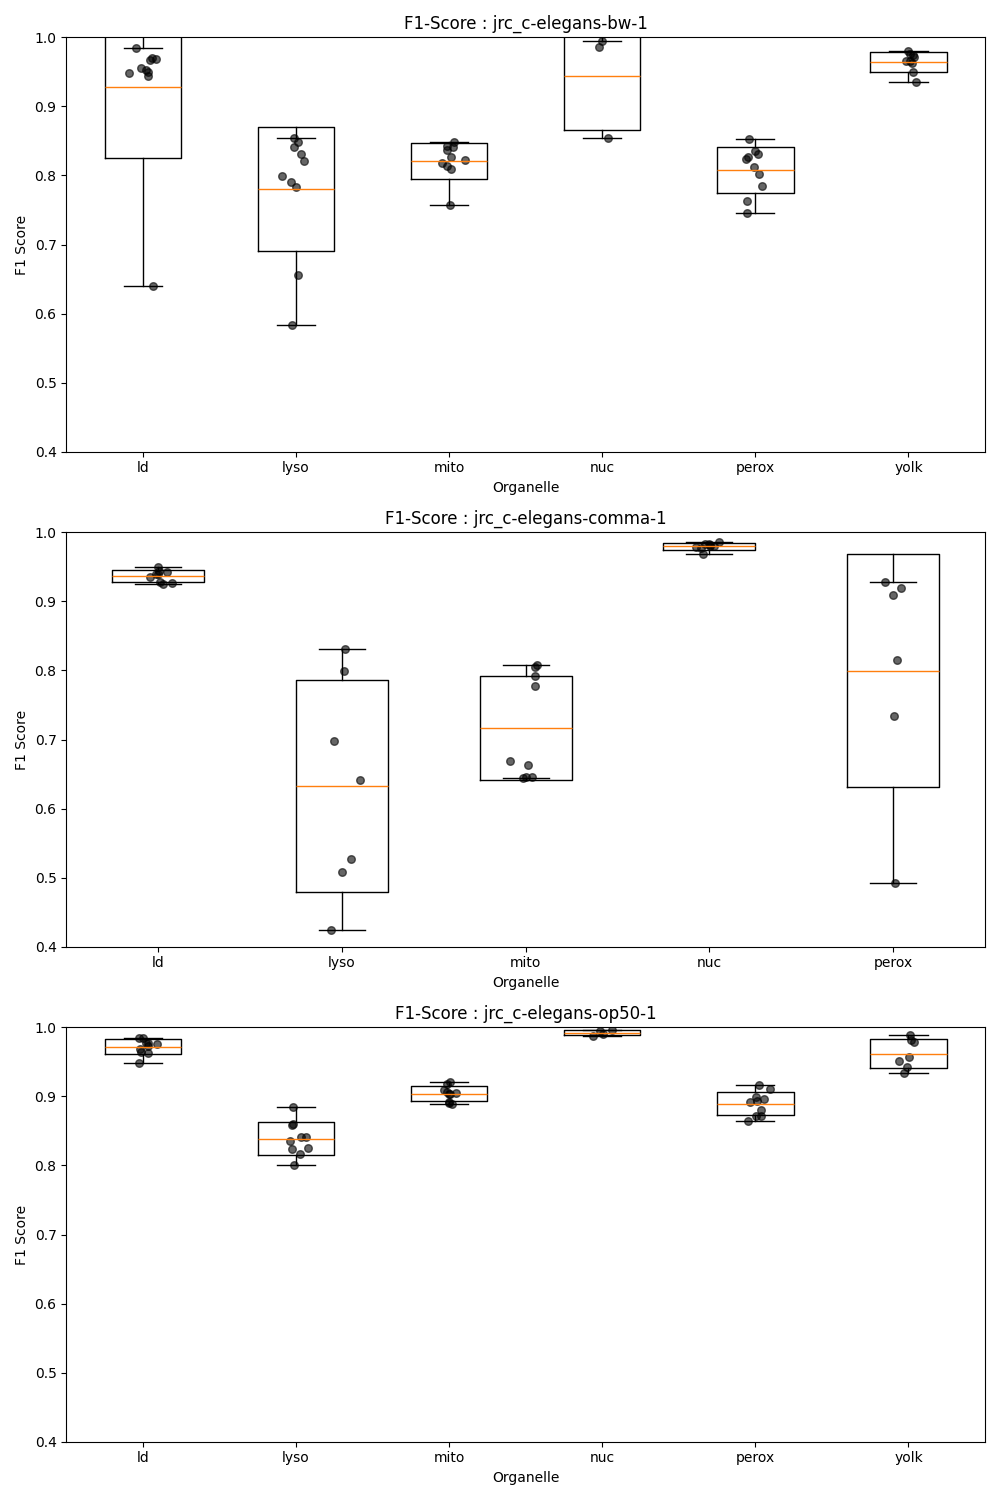 F1-Score : jrc_c-elegans-bw-1
1.0
0.9
0.8
0.7
0.6
0.5
0.4
F1 Score
ld lyso mito nuc perox yolk
Organelle
F1-Score : jrc_c-elegans-comma-1
1.0
0.9
0.8
0.7
0.6
0.5
0.4
F1 Score
ld lyso mito nuc perox
Organelle
F1-Score : jrc_c-elegans-op50-1
1.0
0.9
0.8
0.7
0.6
0.5
0.4
F1 Score
ld lyso mito nuc perox yolk
Organelle